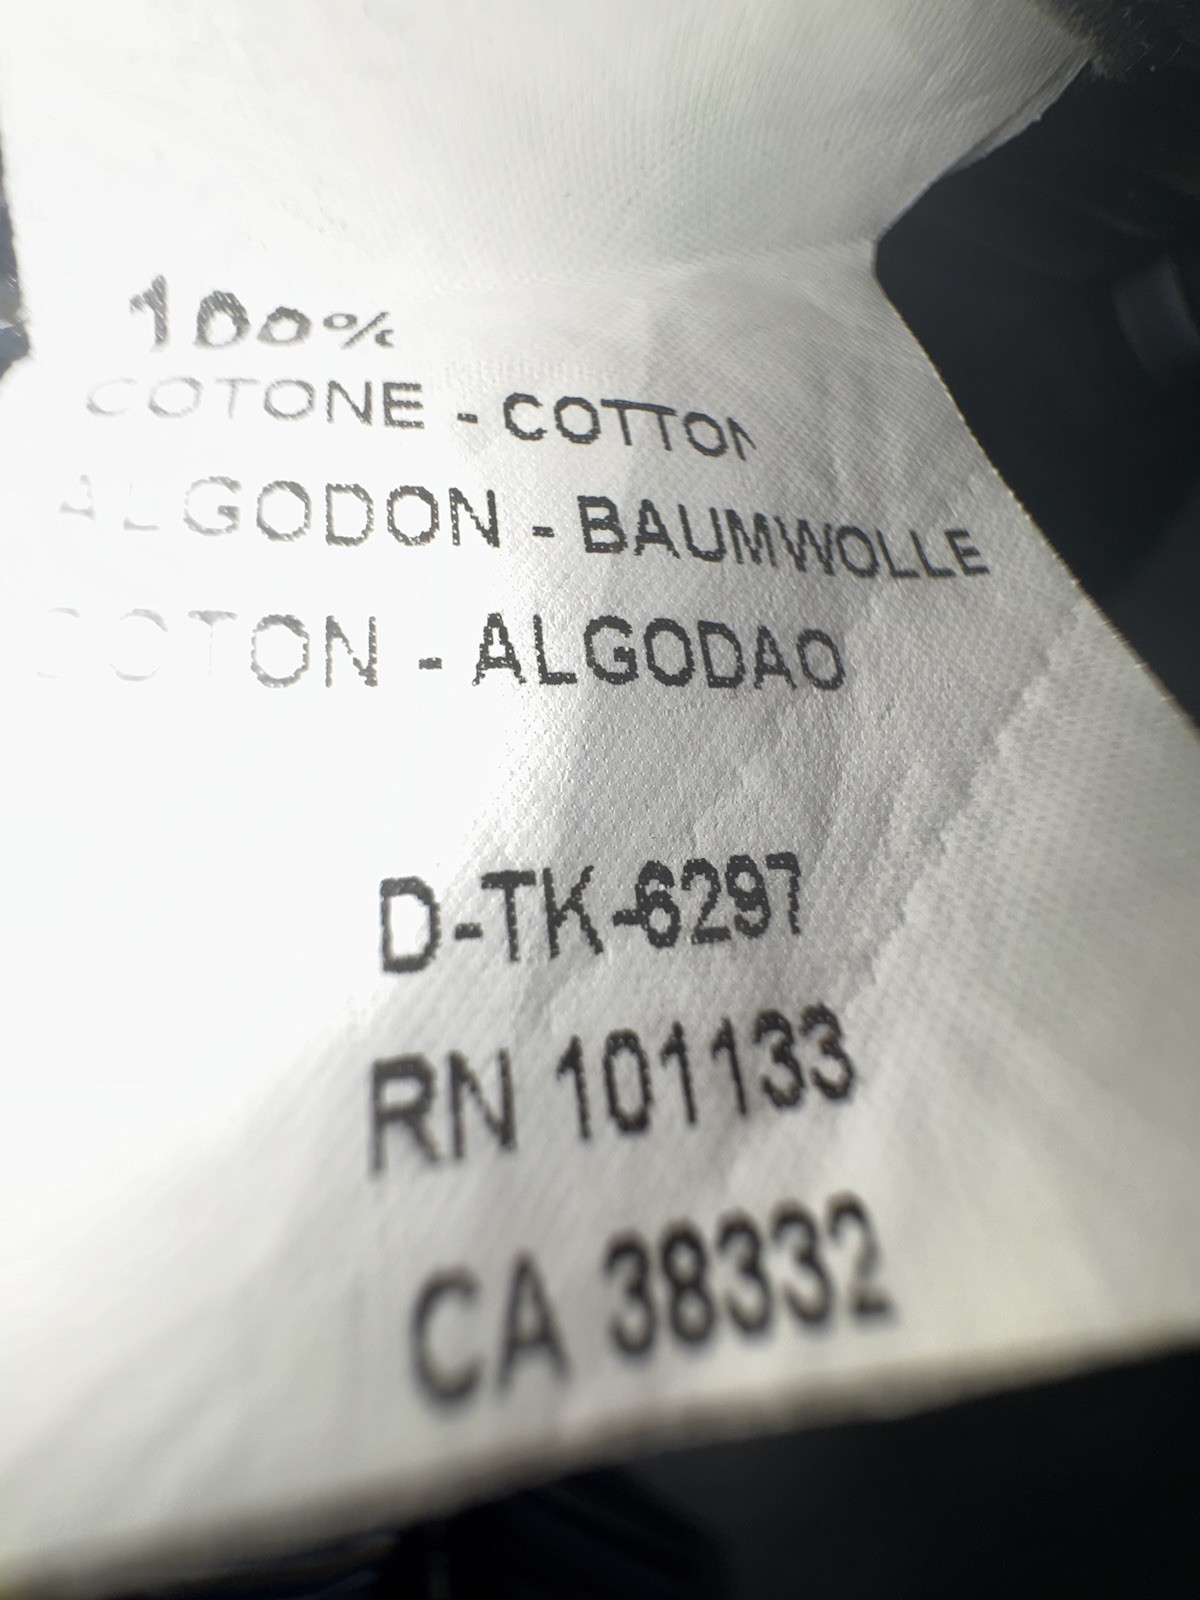 100%
COTONE - COTTON
ALGODON - BAUMWOLLE
COTON - ALGODAO
D-TK-6297
RN 101133
CA 38332